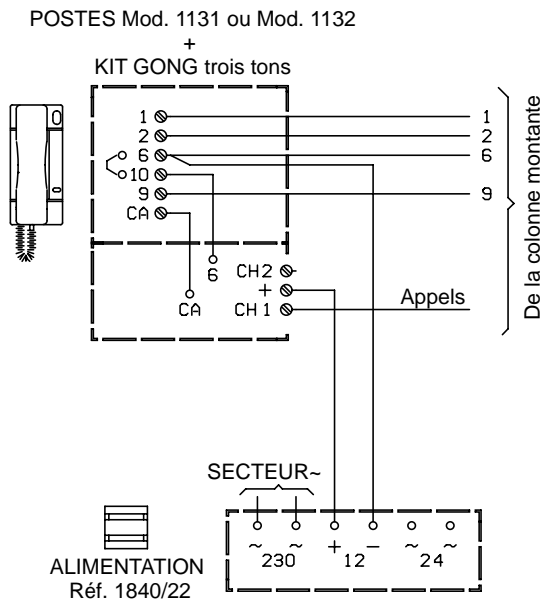 POSTES Mod. 1131 ou Mod. 1132
+
KIT GONG trois tons
1 1
2 2
6 6
10
9 9
CA
6 CH2
+
CA CH 1 Appels
De la colonne montante
SECTEUR~
~ ~ + − ~ ~
230 12 24
ALIMENTATION
Réf. 1840/22